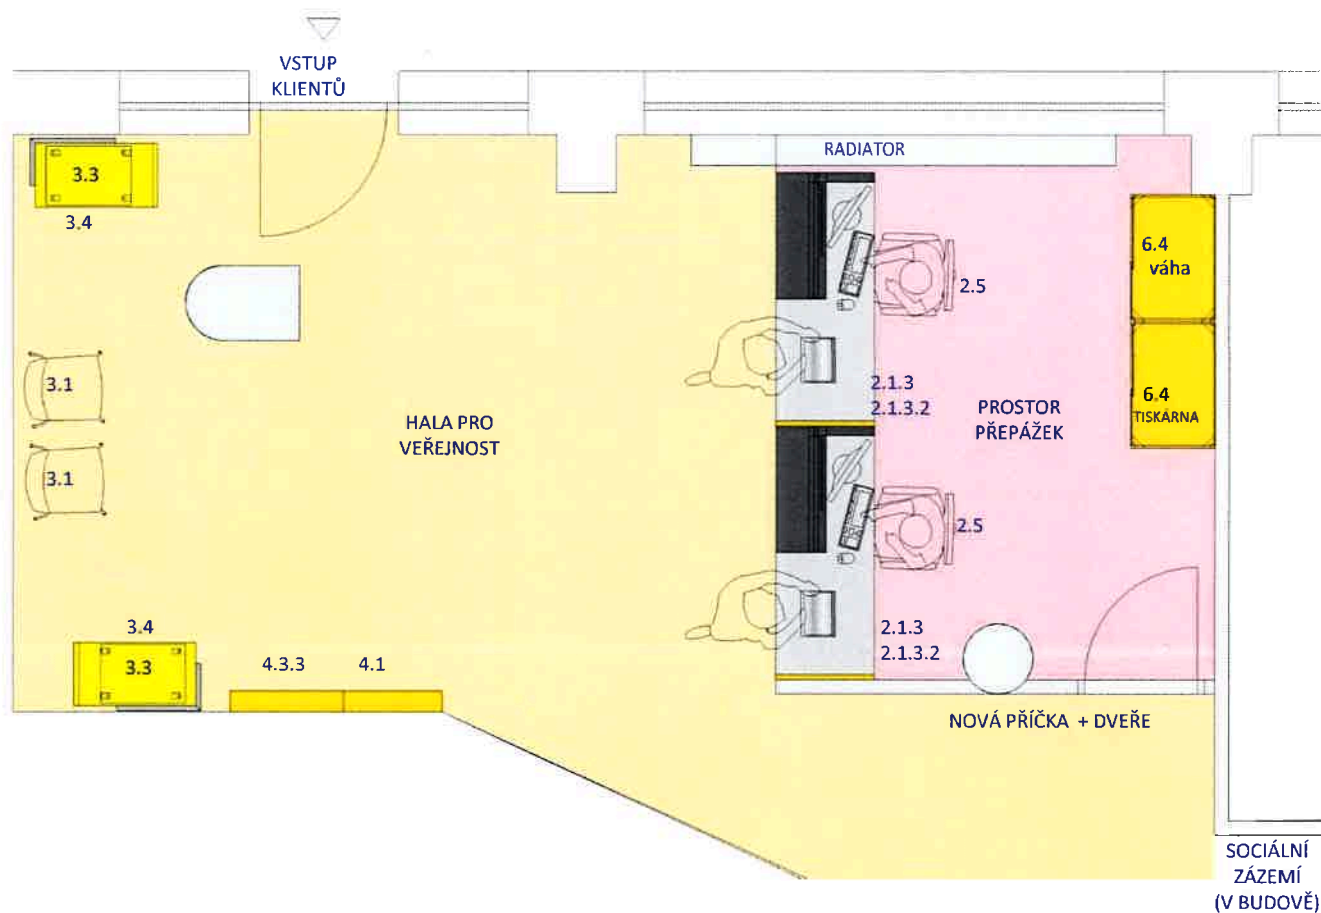 VSTUP
KLIENTŮ
RADIATOR
3.3
3.4
6.4
váha
2.5
3.1
2.1.3
2.1.3.2
HALA PRO
VEŘEJNOST
PROSTOR
PŘEPÁŽEK
6.4
TISKÁRNA
3.1
2.5
3.4
3.3
4.3.3
4.1
2.1.3
2.1.3.2
NOVÁ PŘÍČKA + DVEŘE
SOCIÁLNÍ
ZÁZEMÍ
(V BUDOVĚ)